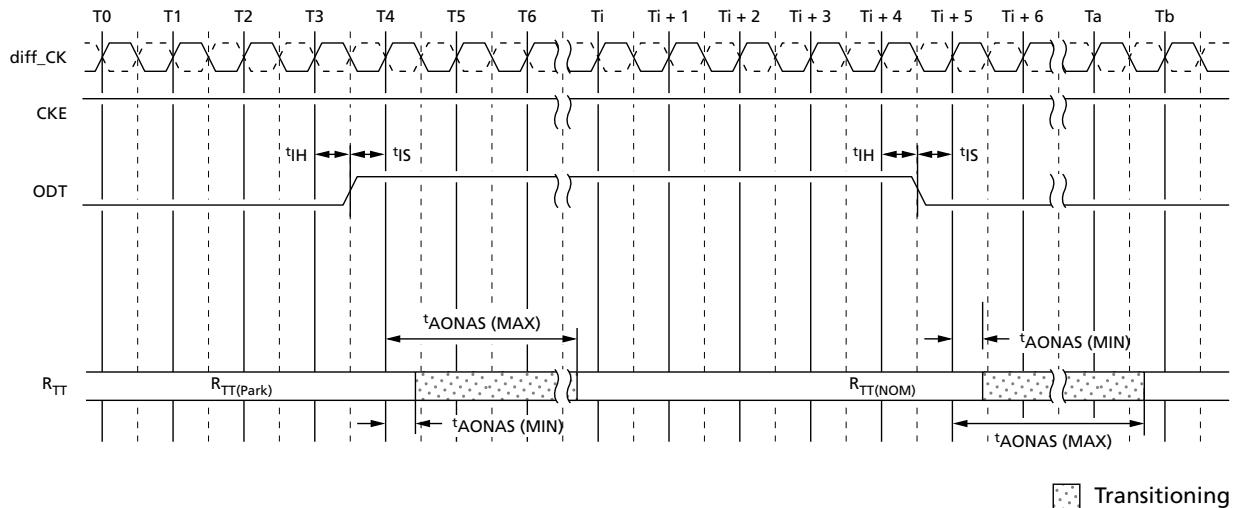 T0 T1 T2 T3 T4 T5 T6 Ti Ti + 1 Ti + 2 Ti + 3 Ti + 4 Ti + 5 Ti + 6 Ta Tb
diff_CK
CKE
tIH tIS tIH tIS
ODT
tAONAS (MAX)
tAONAS (MIN)
RTT RTT(Park) RTT(NOM)
tAONAS (MIN)
tAONAS (MAX)
Transitioning